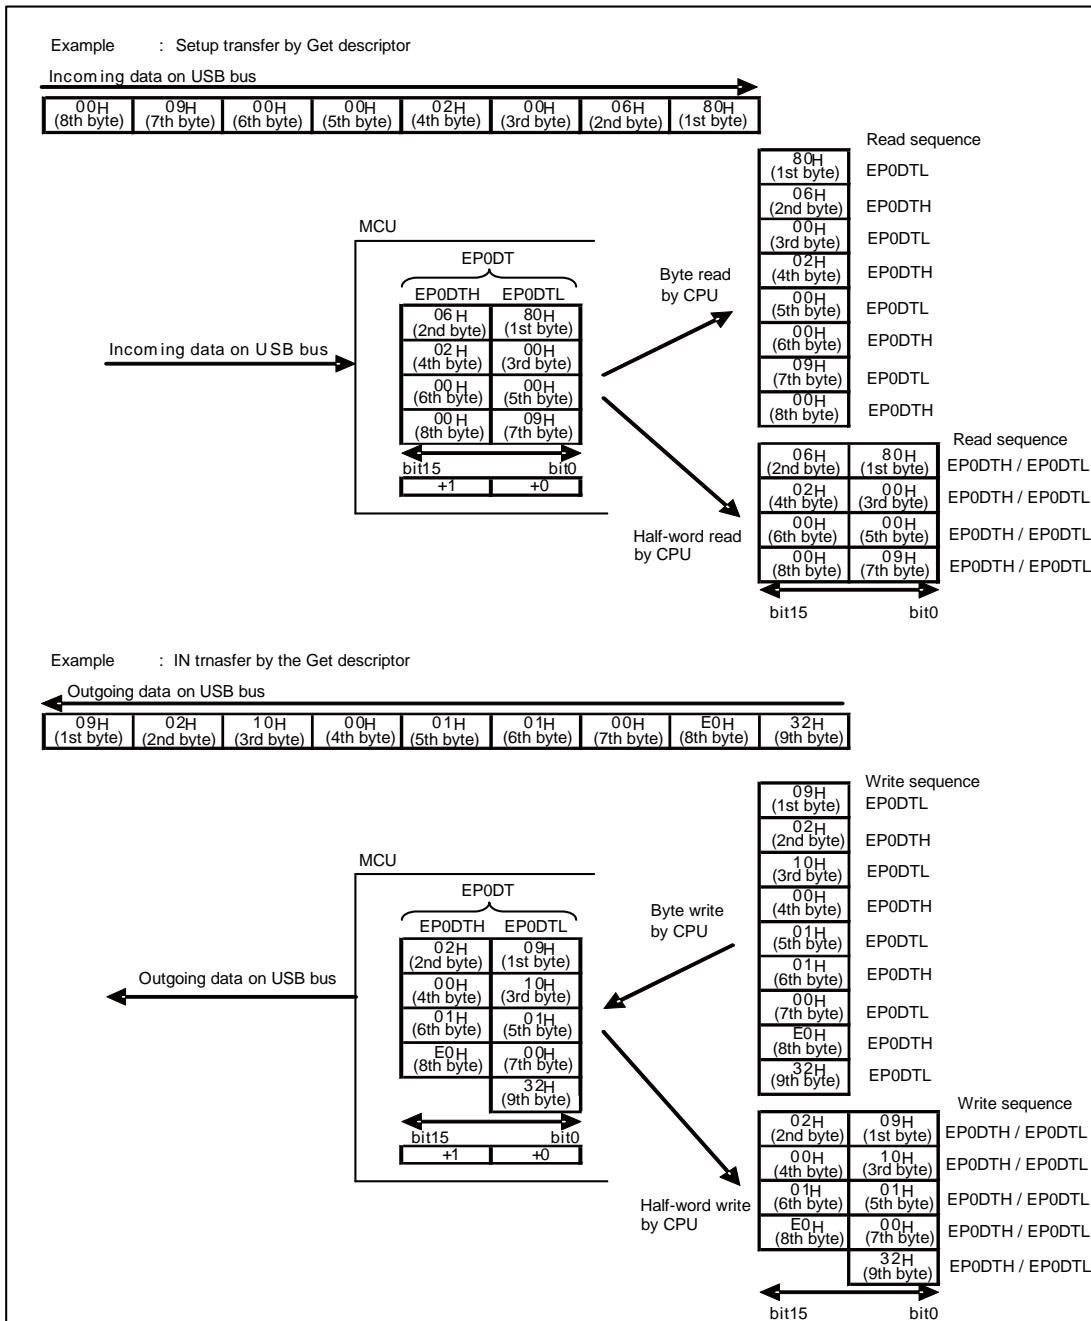 Example : Setup transfer by Get descriptor
Incoming data on USB bus
00H 09H 00H 00H 02H 00H 06H 80H
(8th byte) (7th byte) (6th byte) (5th byte) (4th byte) (3rd byte) (2nd byte) (1st byte)
Read sequence
80H
(1st byte) EP0DTL
06H
(2nd byte) EP0DTH
00H
(3rd byte) EP0DTL
02H
(4th byte) EP0DTH
00H
(5th byte) EP0DTL
00H
(6th byte) EP0DTH
09H
(7th byte) EP0DTL
00H
(8th byte) EP0DTH
MCU
EP0DT
EP0DTH EP0DTL
06H 80H
(2nd byte) (1st byte)
02H 00H
(4th byte) (3rd byte)
00H 00H
(6th byte) (5th byte)
00H 09H
(8th byte) (7th byte)
bit15 bit0
+1 +0
Incoming data on USB bus
Byte read
by CPU
Half-word read
by CPU
Read sequence
06H 80H
(2nd byte) (1st byte) EP0DTH / EP0DTL
02H 00H
(4th byte) (3rd byte) EP0DTH / EP0DTL
00H 00H
(6th byte) (5th byte) EP0DTH / EP0DTL
00H 09H
(8th byte) (7th byte) EP0DTH / EP0DTL
bit15 bit0
Example : IN trnasfer by the Get descriptor
Outgoing data on USB bus
09H 02H 10H 00H 01H 01H 00H E0H 32H
(1st byte) (2nd byte) (3rd byte) (4th byte) (5th byte) (6th byte) (7th byte) (8th byte) (9th byte)
Write sequence
09H
(1st byte) EP0DTL
02H
(2nd byte) EP0DTH
10H
(3rd byte) EP0DTL
00H
(4th byte) EP0DTH
01H
(5th byte) EP0DTL
01H
(6th byte) EP0DTH
00H
(7th byte) EP0DTL
E0H
(8th byte) EP0DTH
32H
(9th byte) EP0DTL
MCU
EP0DT
EP0DTH EP0DTL
02H 09H
(2nd byte) (1st byte)
00H 10H
(4th byte) (3rd byte)
01H 01H
(6th byte) (5th byte)
E0H 00H
(8th byte) (7th byte)
32H
(9th byte)
bit15 bit0
+1 +0
Outgoing data on USB bus
Byte write
by CPU
Half-word write
by CPU
Write sequence
02H 09H
(2nd byte) (1st byte) EP0DTH / EP0DTL
00H 10H
(4th byte) (3rd byte) EP0DTH / EP0DTL
01H 01H
(6th byte) (5th byte) EP0DTH / EP0DTL
E0H 00H
(8th byte) (7th byte) EP0DTH / EP0DTL
32H
(9th byte) EP0DTH / EP0DTL
bit15 bit0